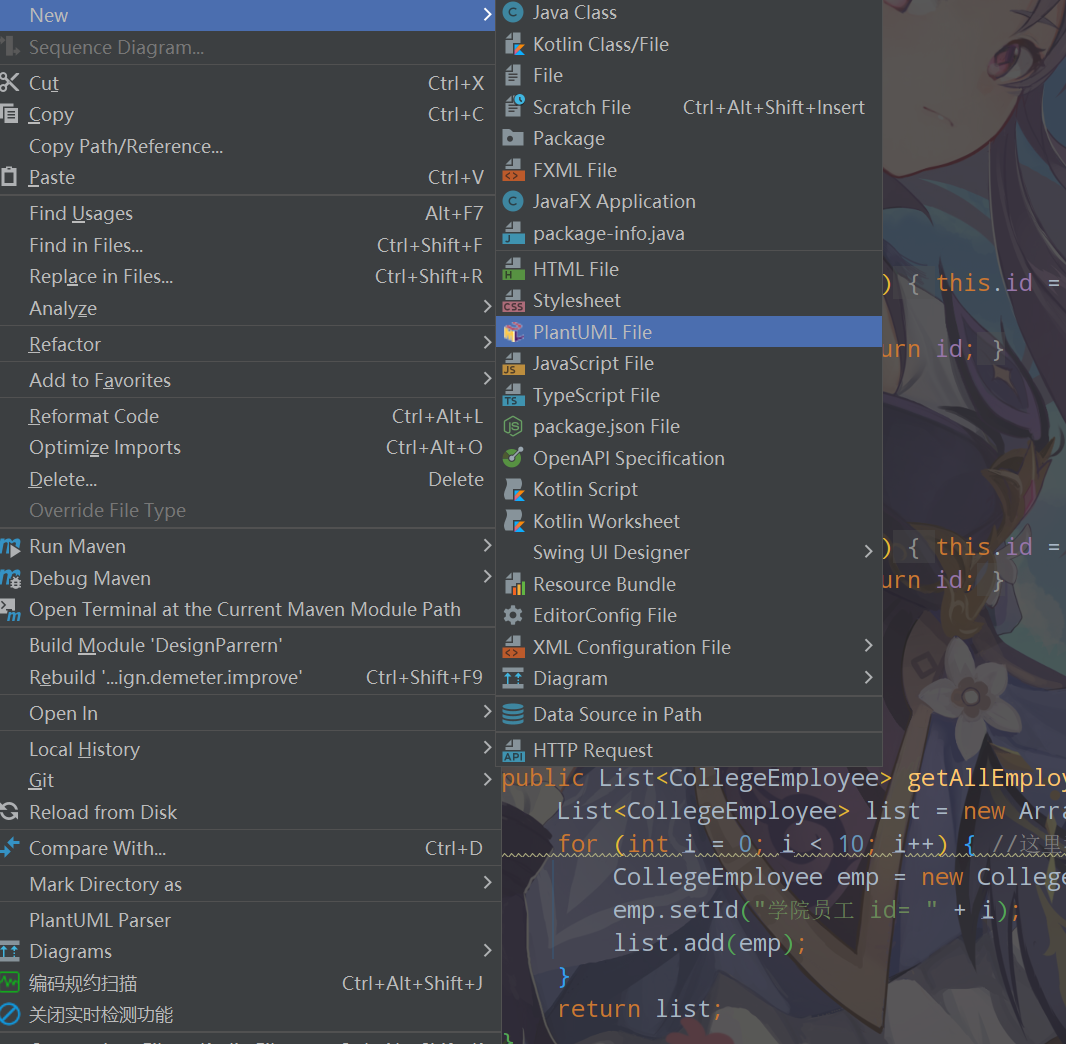 New
Sequence Diagram...
Cut Ctrl+X
Copy Ctrl+C
Copy Path/Reference...
Paste Ctrl+V
Find Usages Alt+F7
Find in Files... Ctrl+Shift+F
Replace in Files... Ctrl+Shift+R
Analyze
Refactor
Add to Favorites
Reformat Code Ctrl+Alt+L
Optimize Imports Ctrl+Alt+O
Delete... Delete
Override File Type
Run Maven
Debug Maven
Open Terminal at the Current Maven Module Path
Build Module 'DesignParrern'
Rebuild '...ign.demeter.improve' Ctrl+Shift+F9
Open In
Local History
Git
Reload from Disk
Compare With... Ctrl+D
Mark Directory as
PlantUML Parser
Diagrams
编码规约扫描 Ctrl+Alt+Shift+J
关闭实时检测功能
Java Class
Kotlin Class/File
File
Scratch File Ctrl+Alt+Shift+Insert
Package
FXML File
JavaFX Application
package-info.java
HTML File
Stylesheet
PlantUML File
JavaScript File
TypeScript File
package.json File
OpenAPI Specification
Kotlin Script
Kotlin Worksheet
Swing UI Designer
Resource Bundle
EditorConfig File
XML Configuration File
Diagram
Data Source in Path
HTTP Request
) { this.id =
urn id; }
) { this.id =
urn id; }
public List<CollegeEmployee> getAllEmploy
List<CollegeEmployee> list = new Arra
for (int i = 0; i < 10; i++) { //这里
CollegeEmployee emp = new College
emp.setId("学院员工 id= " + i);
list.add(emp);
}
return list;
}